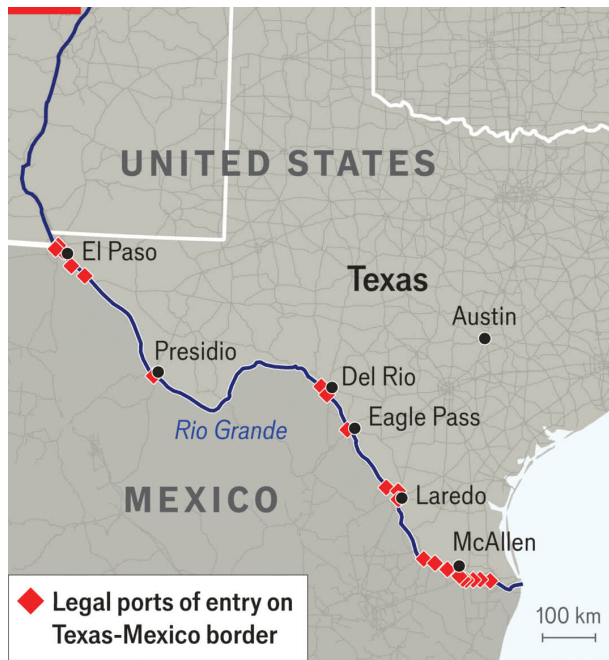 UNITED STATES
El Paso
Texas
Austin
Presidio
Del Rio
Rio Grande
Eagle Pass
MEXICO
Laredo
McAllen
Legal ports of entry on
Texas-Mexico border
100 km